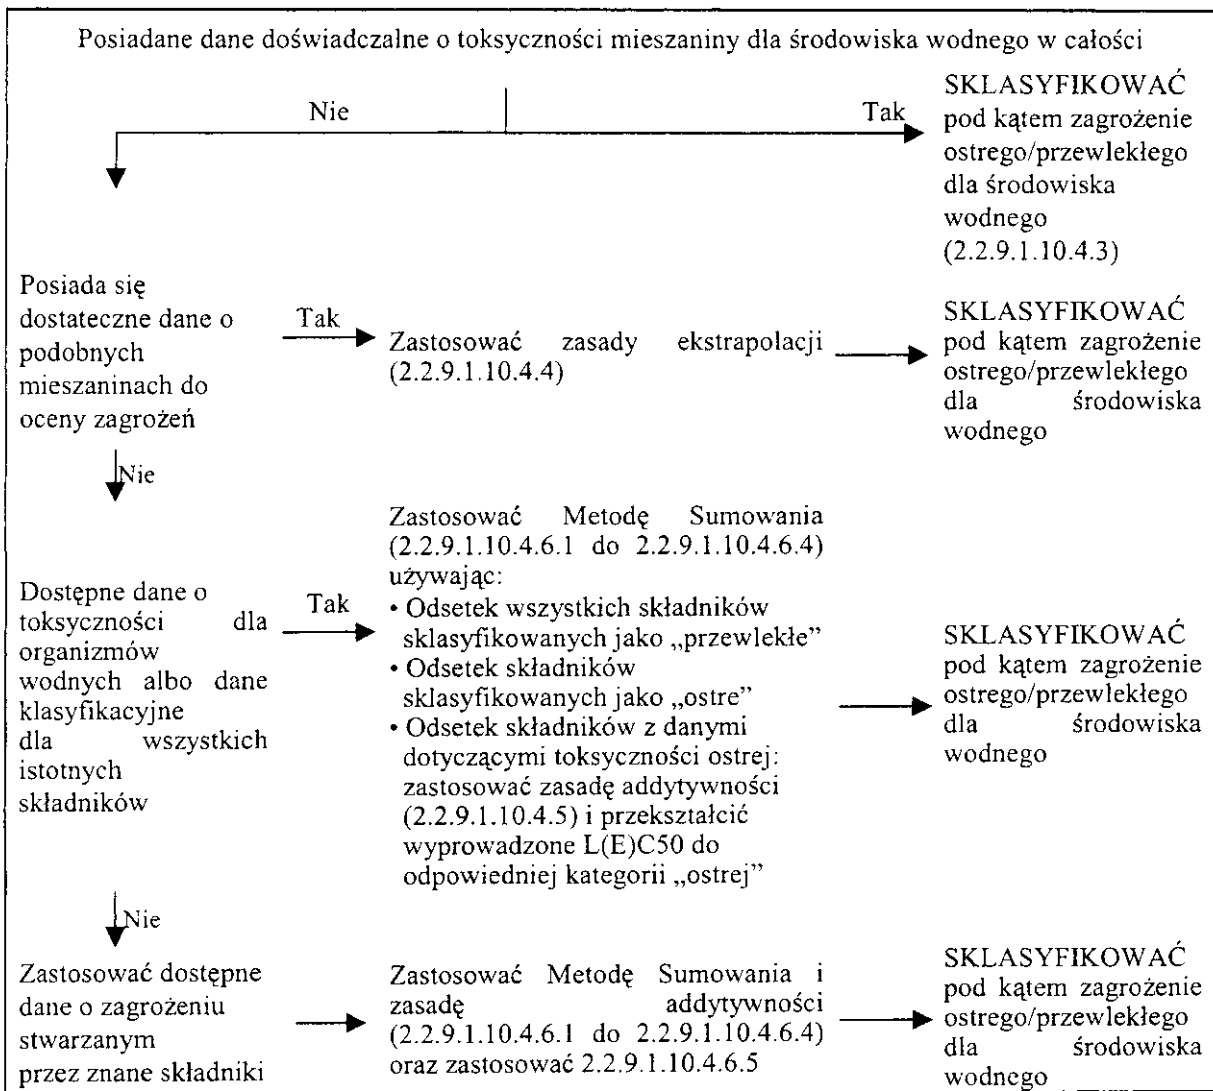 Posiadane dane doświadczalne o toksyczności mieszaniny dla środowiska wodnego w całości
Nie
Tak
SKLASYFIKOWAĆ
pod kątem zagrożenie
ostrego/przewlekłego
dla środowiska
wodnego
(2.2.9.1.10.4.3)
Posiada się
dostateczne dane o
podobnych
mieszaninach do
oceny zagrożeń
Tak
Zastosować zasady ekstrapolacji
(2.2.9.1.10.4.4)
SKLASYFIKOWAĆ
pod kątem zagrożenie
ostrego/przewlekłego
dla środowiska
wodnego
Nie
Dostępne dane o
toksyczności dla
organizmów
wodnych albo dane
klasyfikacyjne
dla wszystkich
istotnych
składników
Tak
Zastosować Metodę Sumowania
(2.2.9.1.10.4.6.1 do 2.2.9.1.10.4.6.4)
używając:
• Odsetek wszystkich składników
sklasyfikowanych jako „przewlekłe”
• Odsetek składników
sklasyfikowanych jako „ostre”
• Odsetek składników z danymi
dotyczącymi toksyczności ostrej:
zastosować zasadę addytywności
(2.2.9.1.10.4.5) i przekształcić
wyprowadzone L(E)C50 do
odpowiedniej kategorii „ostrej”
SKLASYFIKOWAĆ
pod kątem zagrożenie
ostrego/przewlekłego
dla środowiska
wodnego
Nie
Zastosować dostępne
dane o zagrożeniu
stwarzanym
przez znane składniki
Zastosować Metodę Sumowania i
zasadę addytywności
(2.2.9.1.10.4.6.1 do 2.2.9.1.10.4.6.4)
oraz zastosować 2.2.9.1.10.4.6.5
SKLASYFIKOWAĆ
pod kątem zagrożenie
ostrego/przewlekłego
dla środowiska
wodnego